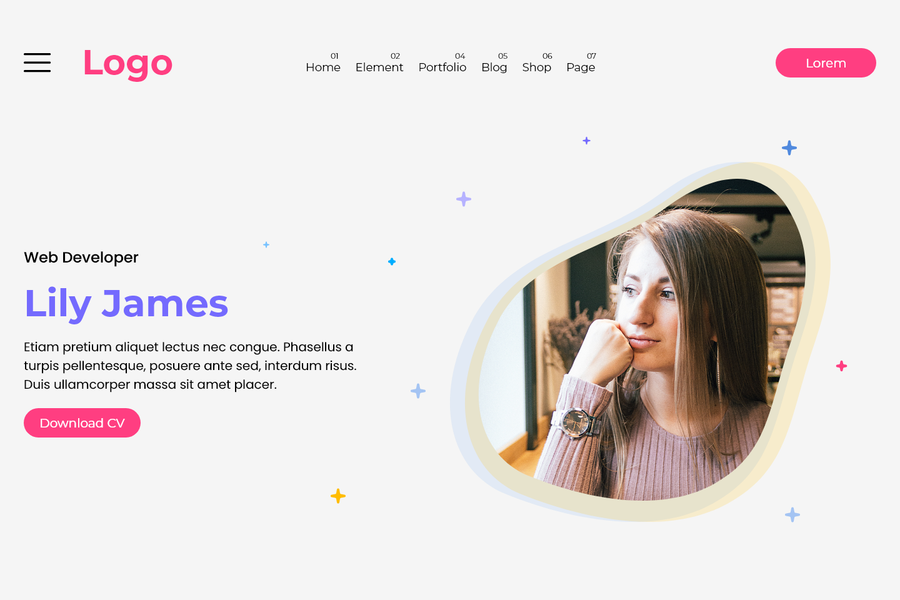 Logo
01 02 04 05 06 07
Home Element Portfolio Blog Shop Page
Lorem
Web Developer
Lily James
Etiam pretium aliquet lectus nec congue. Phasellus a
turpis pellentesque, posuere ante sed, interdum risus.
Duis ullamcorper massa sit amet placer.
Download CV